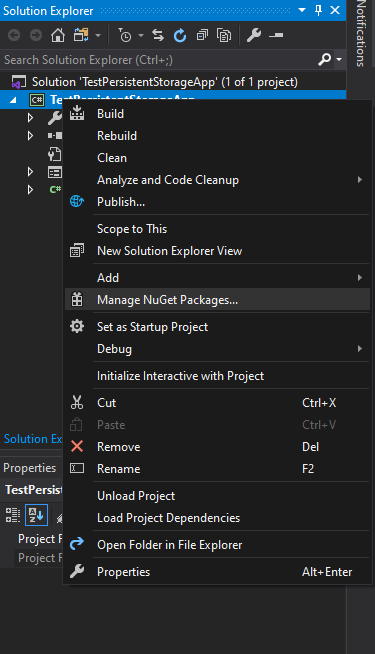 Solution Explorer
Notifications
Search Solution Explorer (Ctrl+;)
Solution 'TestPersistentStorageApp' (1 of 1 project)
C# TestPersistentStorageApp
Build
Rebuild
Clean
Analyze and Code Cleanup
Publish...
C#
Scope to This
New Solution Explorer View
Add
Manage NuGet Packages...
Set as Startup Project
Debug
Initialize Interactive with Project
Cut Ctrl+X
Paste Ctrl+V
Remove Del
Rename F2
Unload Project
Load Project Dependencies
Open Folder in File Explorer
Properties Alt+Enter
Solution Ex
Properties
TestPersist
Project F
Project F